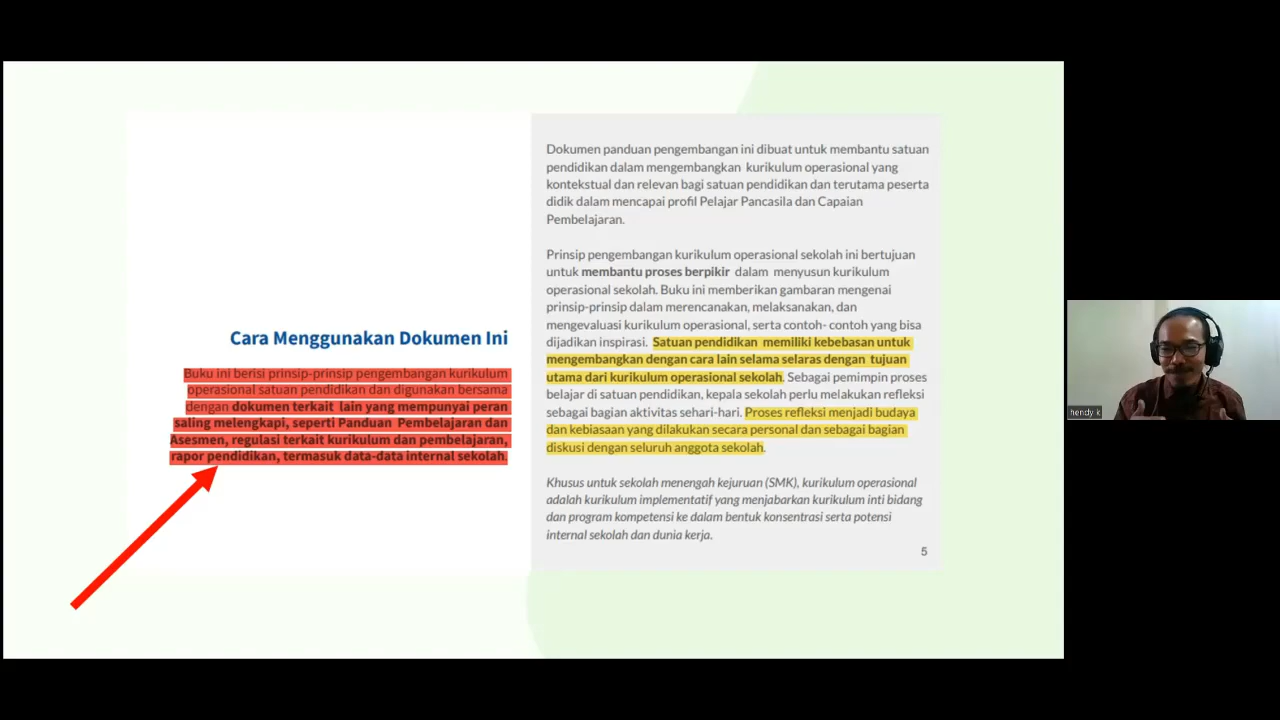 Cara Menggunakan Dokumen Ini
Buku ini berisi prinsip-prinsip pengembangan kurikulum
operasional satuan pendidikan dan digunakan bersama
dengan dokumen terkait lain yang mempunyai peran
saling melengkapi, seperti Panduan Pembelajaran dan
Asesmen, regulasi terkait kurikulum dan pembelajaran,
rapor pendidikan, termasuk data-data internal sekolah.
Dokumen panduan pengembangan ini dibuat untuk membantu satuan
pendidikan dalam mengembangkan kurikulum operasional yang
kontekstual dan relevan bagi satuan pendidikan dan terutama peserta
didik dalam mencapai profil Pelajar Pancasila dan Capaian
Pembelajaran.
Prinsip pengembangan kurikulum operasional sekolah ini bertujuan
untuk membantu proses berpikir dalam menyusun kurikulum
operasional sekolah. Buku ini memberikan gambaran mengenai
prinsip-prinsip dalam merencanakan, melaksanakan, dan
mengevaluasi kurikulum operasional, serta contoh- contoh yang bisa
dijadikan inspirasi. Satuan pendidikan memiliki kebebasan untuk
mengembangkan dengan cara lain selama selaras dengan tujuan
utama dari kurikulum operasional sekolah. Sebagai pemimpin proses
belajar di satuan pendidikan, kepala sekolah perlu melakukan refleksi
sebagai bagian aktivitas sehari-hari. Proses refleksi menjadi budaya
dan kebiasaan yang dilakukan secara personal dan sebagai bagian
diskusi dengan seluruh anggota sekolah.
Khusus untuk sekolah menengah kejuruan (SMK), kurikulum operasional
adalah kurikulum implementatif yang menjabarkan kurikulum inti bidang
dan program kompetensi ke dalam bentuk konsentrasi serta potensi
internal sekolah dan dunia kerja.
5
hendy k